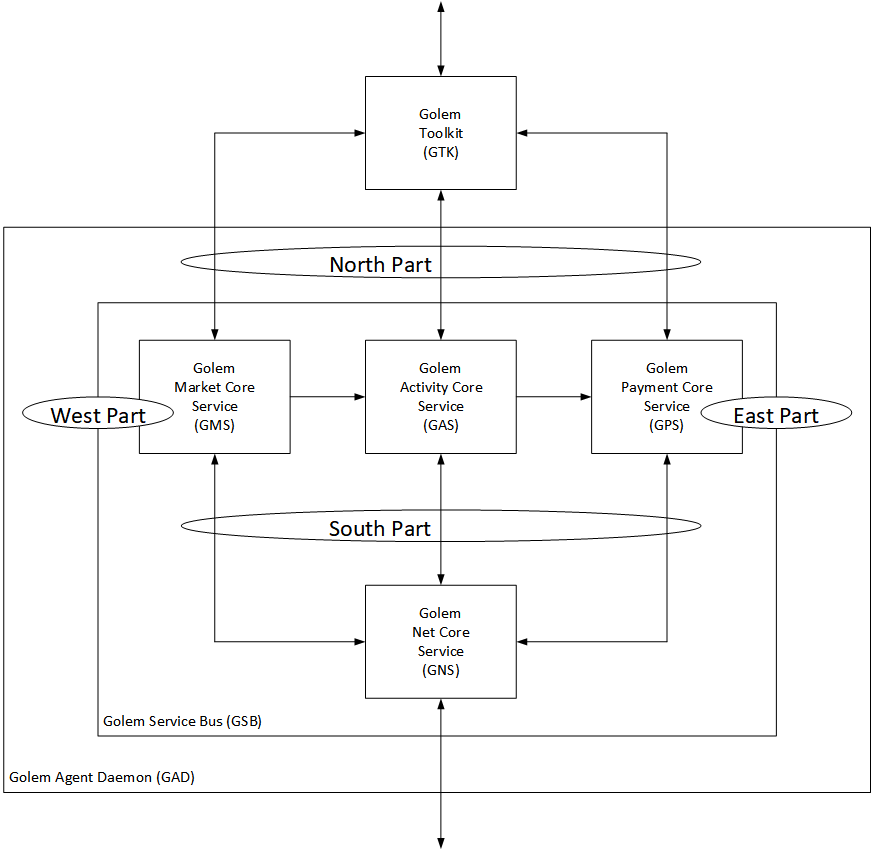 Golem
Toolkit
(GTK)
North Part
Golem
Market Core
Service
(GMS)
Golem
Activity Core
Service
(GAS)
Golem
Payment Core
Service
(GPS)
West Part
East Part
South Part
Golem
Net Core
Service
(GNS)
Golem Service Bus (GSB)
Golem Agent Daemon (GAD)